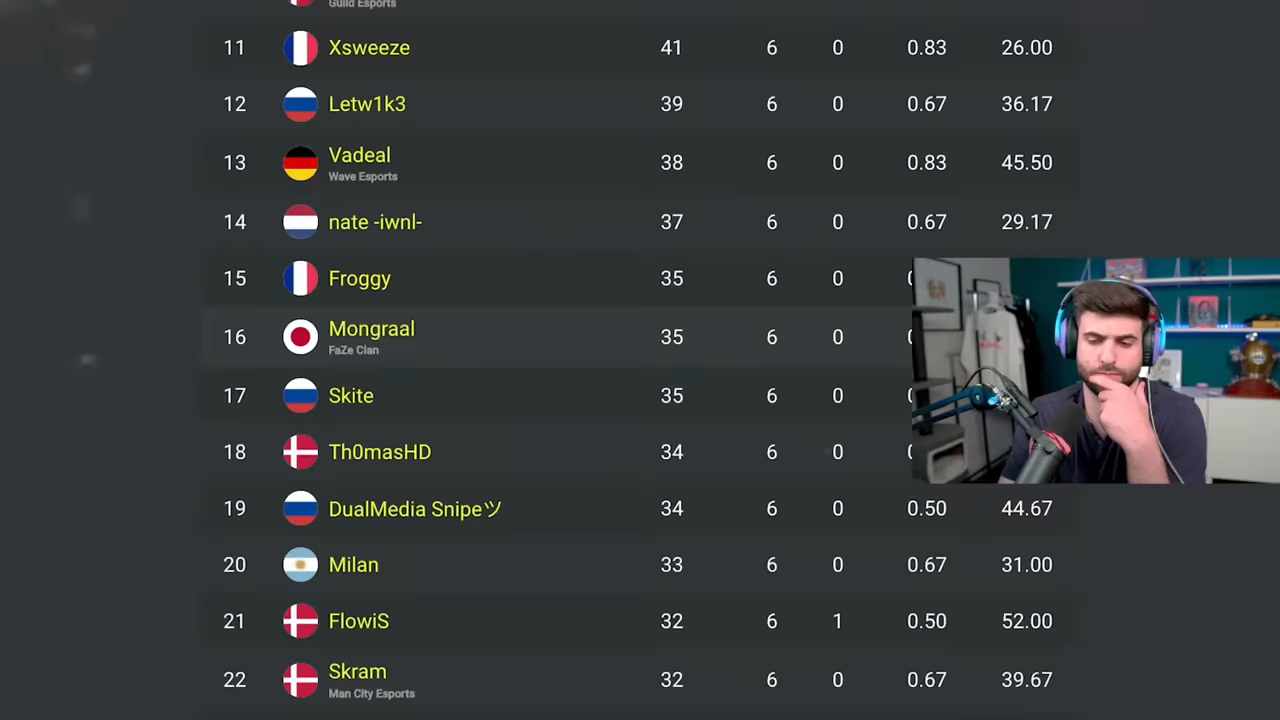 Guild Esports
11 Xsweeze 41 6 0 0.83 26.00
12 Letw1k3 39 6 0 0.67 36.17
13 Vadeal 38 6 0 0.83 45.50
Wave Esports
14 nate -iwnl- 37 6 0 0.67 29.17
15 Froggy 35 6 0
16 Mongraal 35 6 0
FaZe Clan
17 Skite 35 6 0
18 Th0masHD 34 6 0
19 DualMedia Snipeツ 34 6 0 0.50 44.67
20 Milan 33 6 0 0.67 31.00
21 FlowiS 32 6 1 0.50 52.00
22 Skram 32 6 0 0.67 39.67
Man City Esports